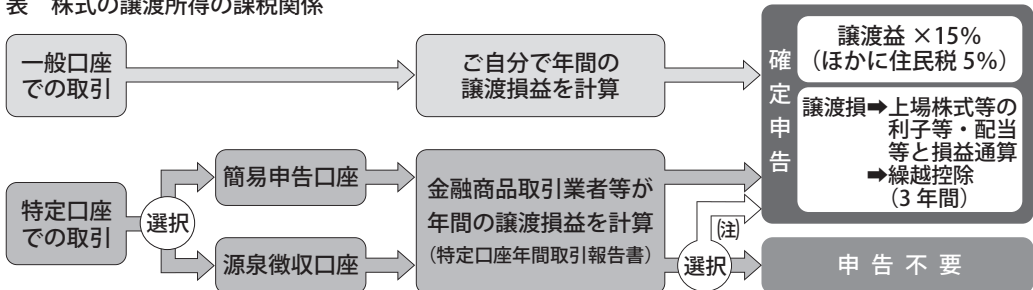 表 株式の譲渡所得の課税関係
一般口座
での取引
ご自分で年間の
譲渡損益を計算
確定申告
譲渡益 ×15%
(ほかに住民税 5%)
譲渡損➡上場株式等の
利子等・配当
等と損益通算
➡繰越控除
(3 年間)
特定口座
での取引
選択
簡易申告口座
源泉徴収口座
金融商品取引業者等が
年間の譲渡損益を計算
(特定口座年間取引報告書)
選択
(注)
申告不要